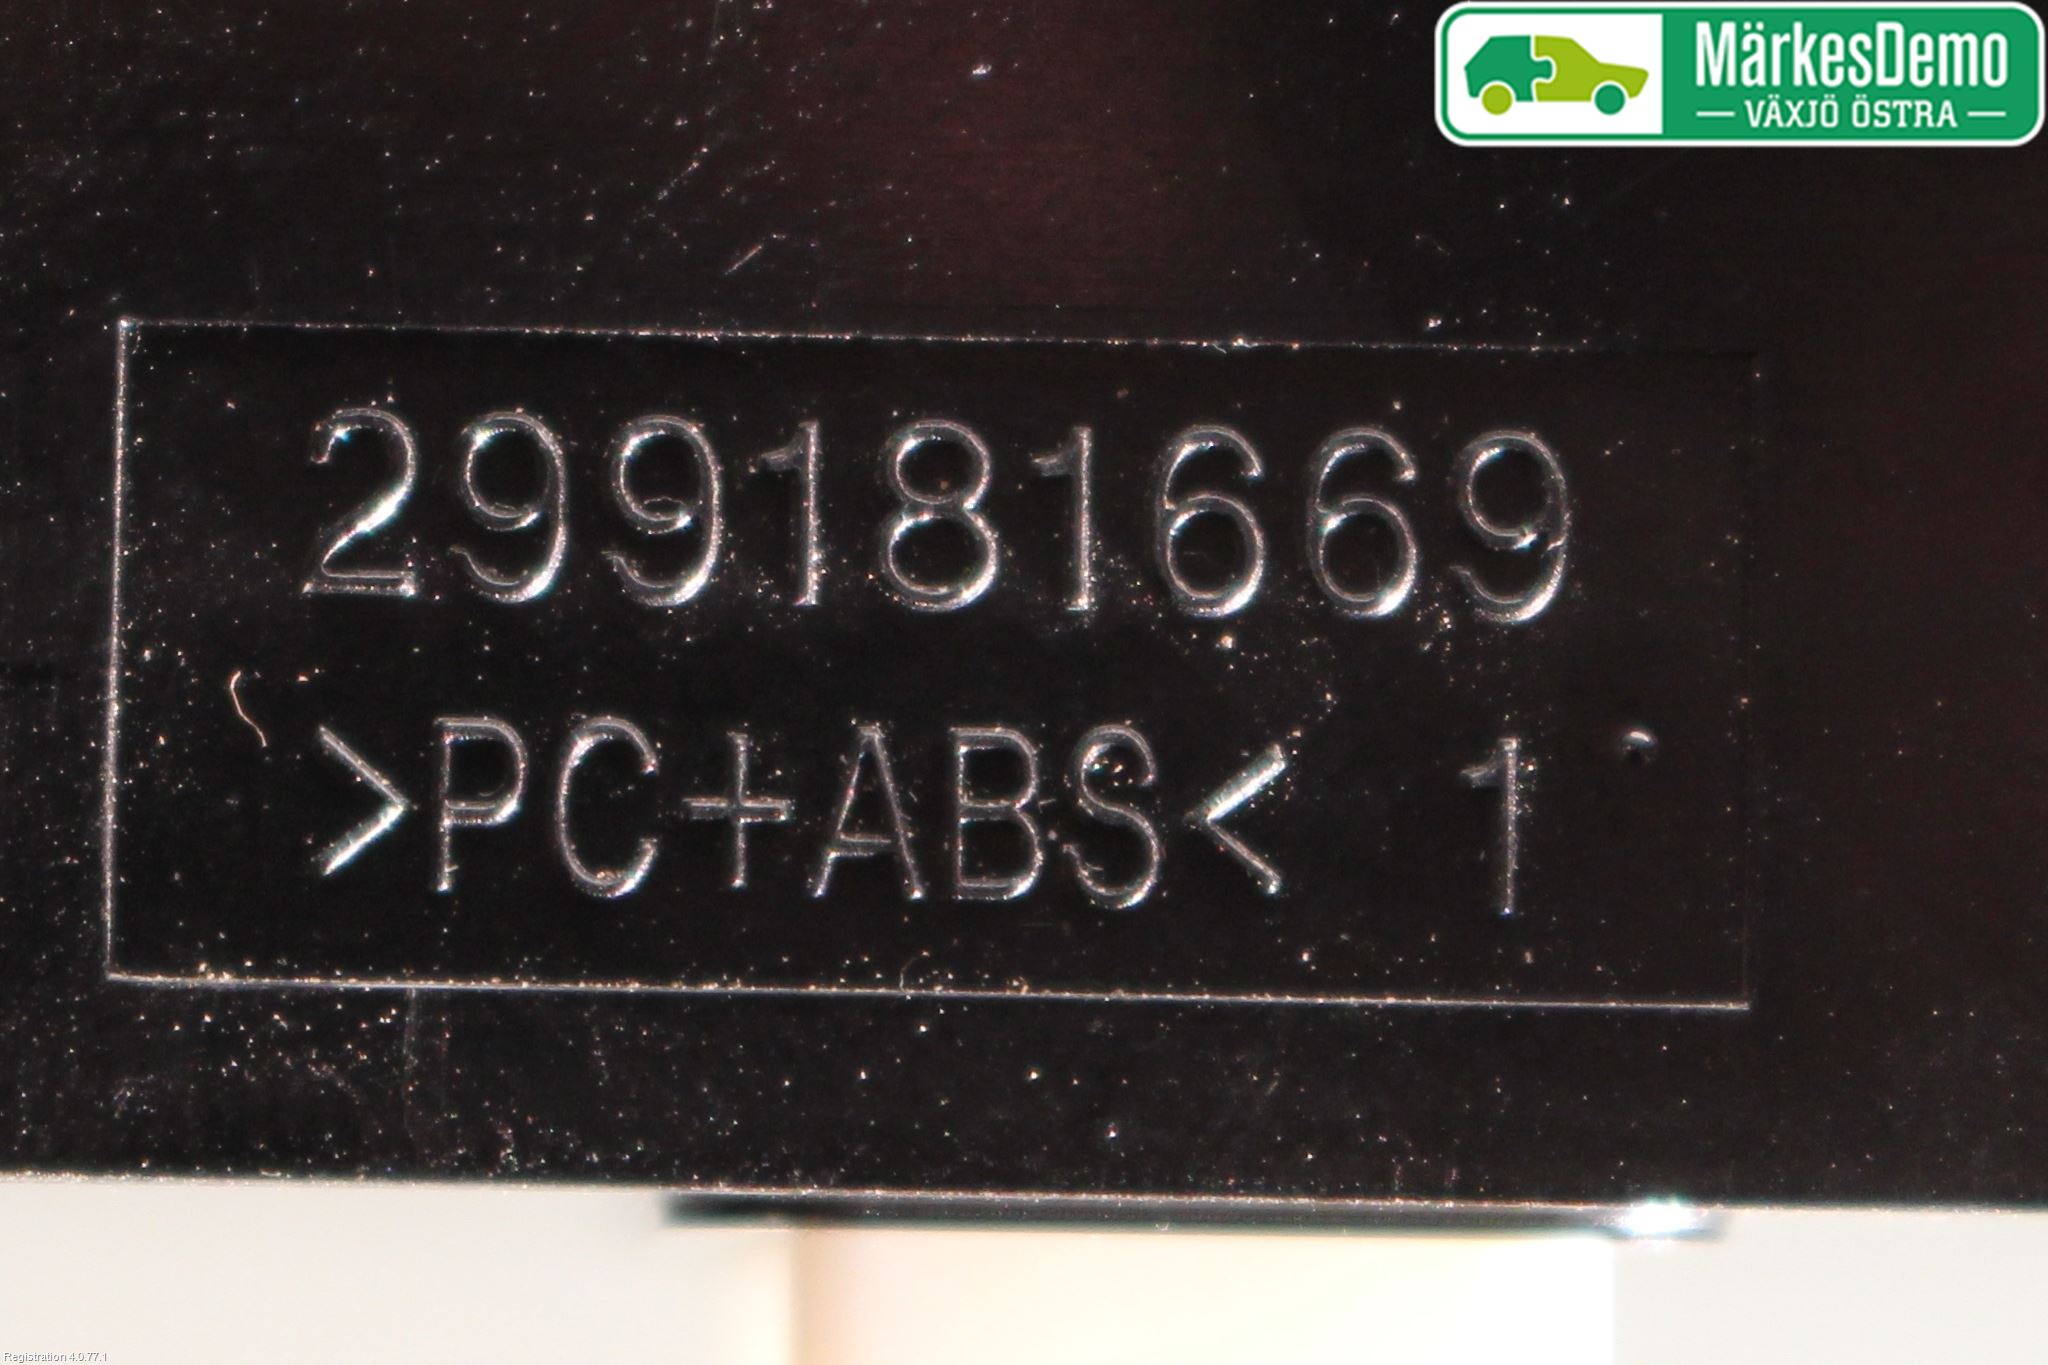 MärkesDemo
— VÄXJÖ ÖSTRA —
299181669
>PC+ABS< 1
Registration 4.0.77.1